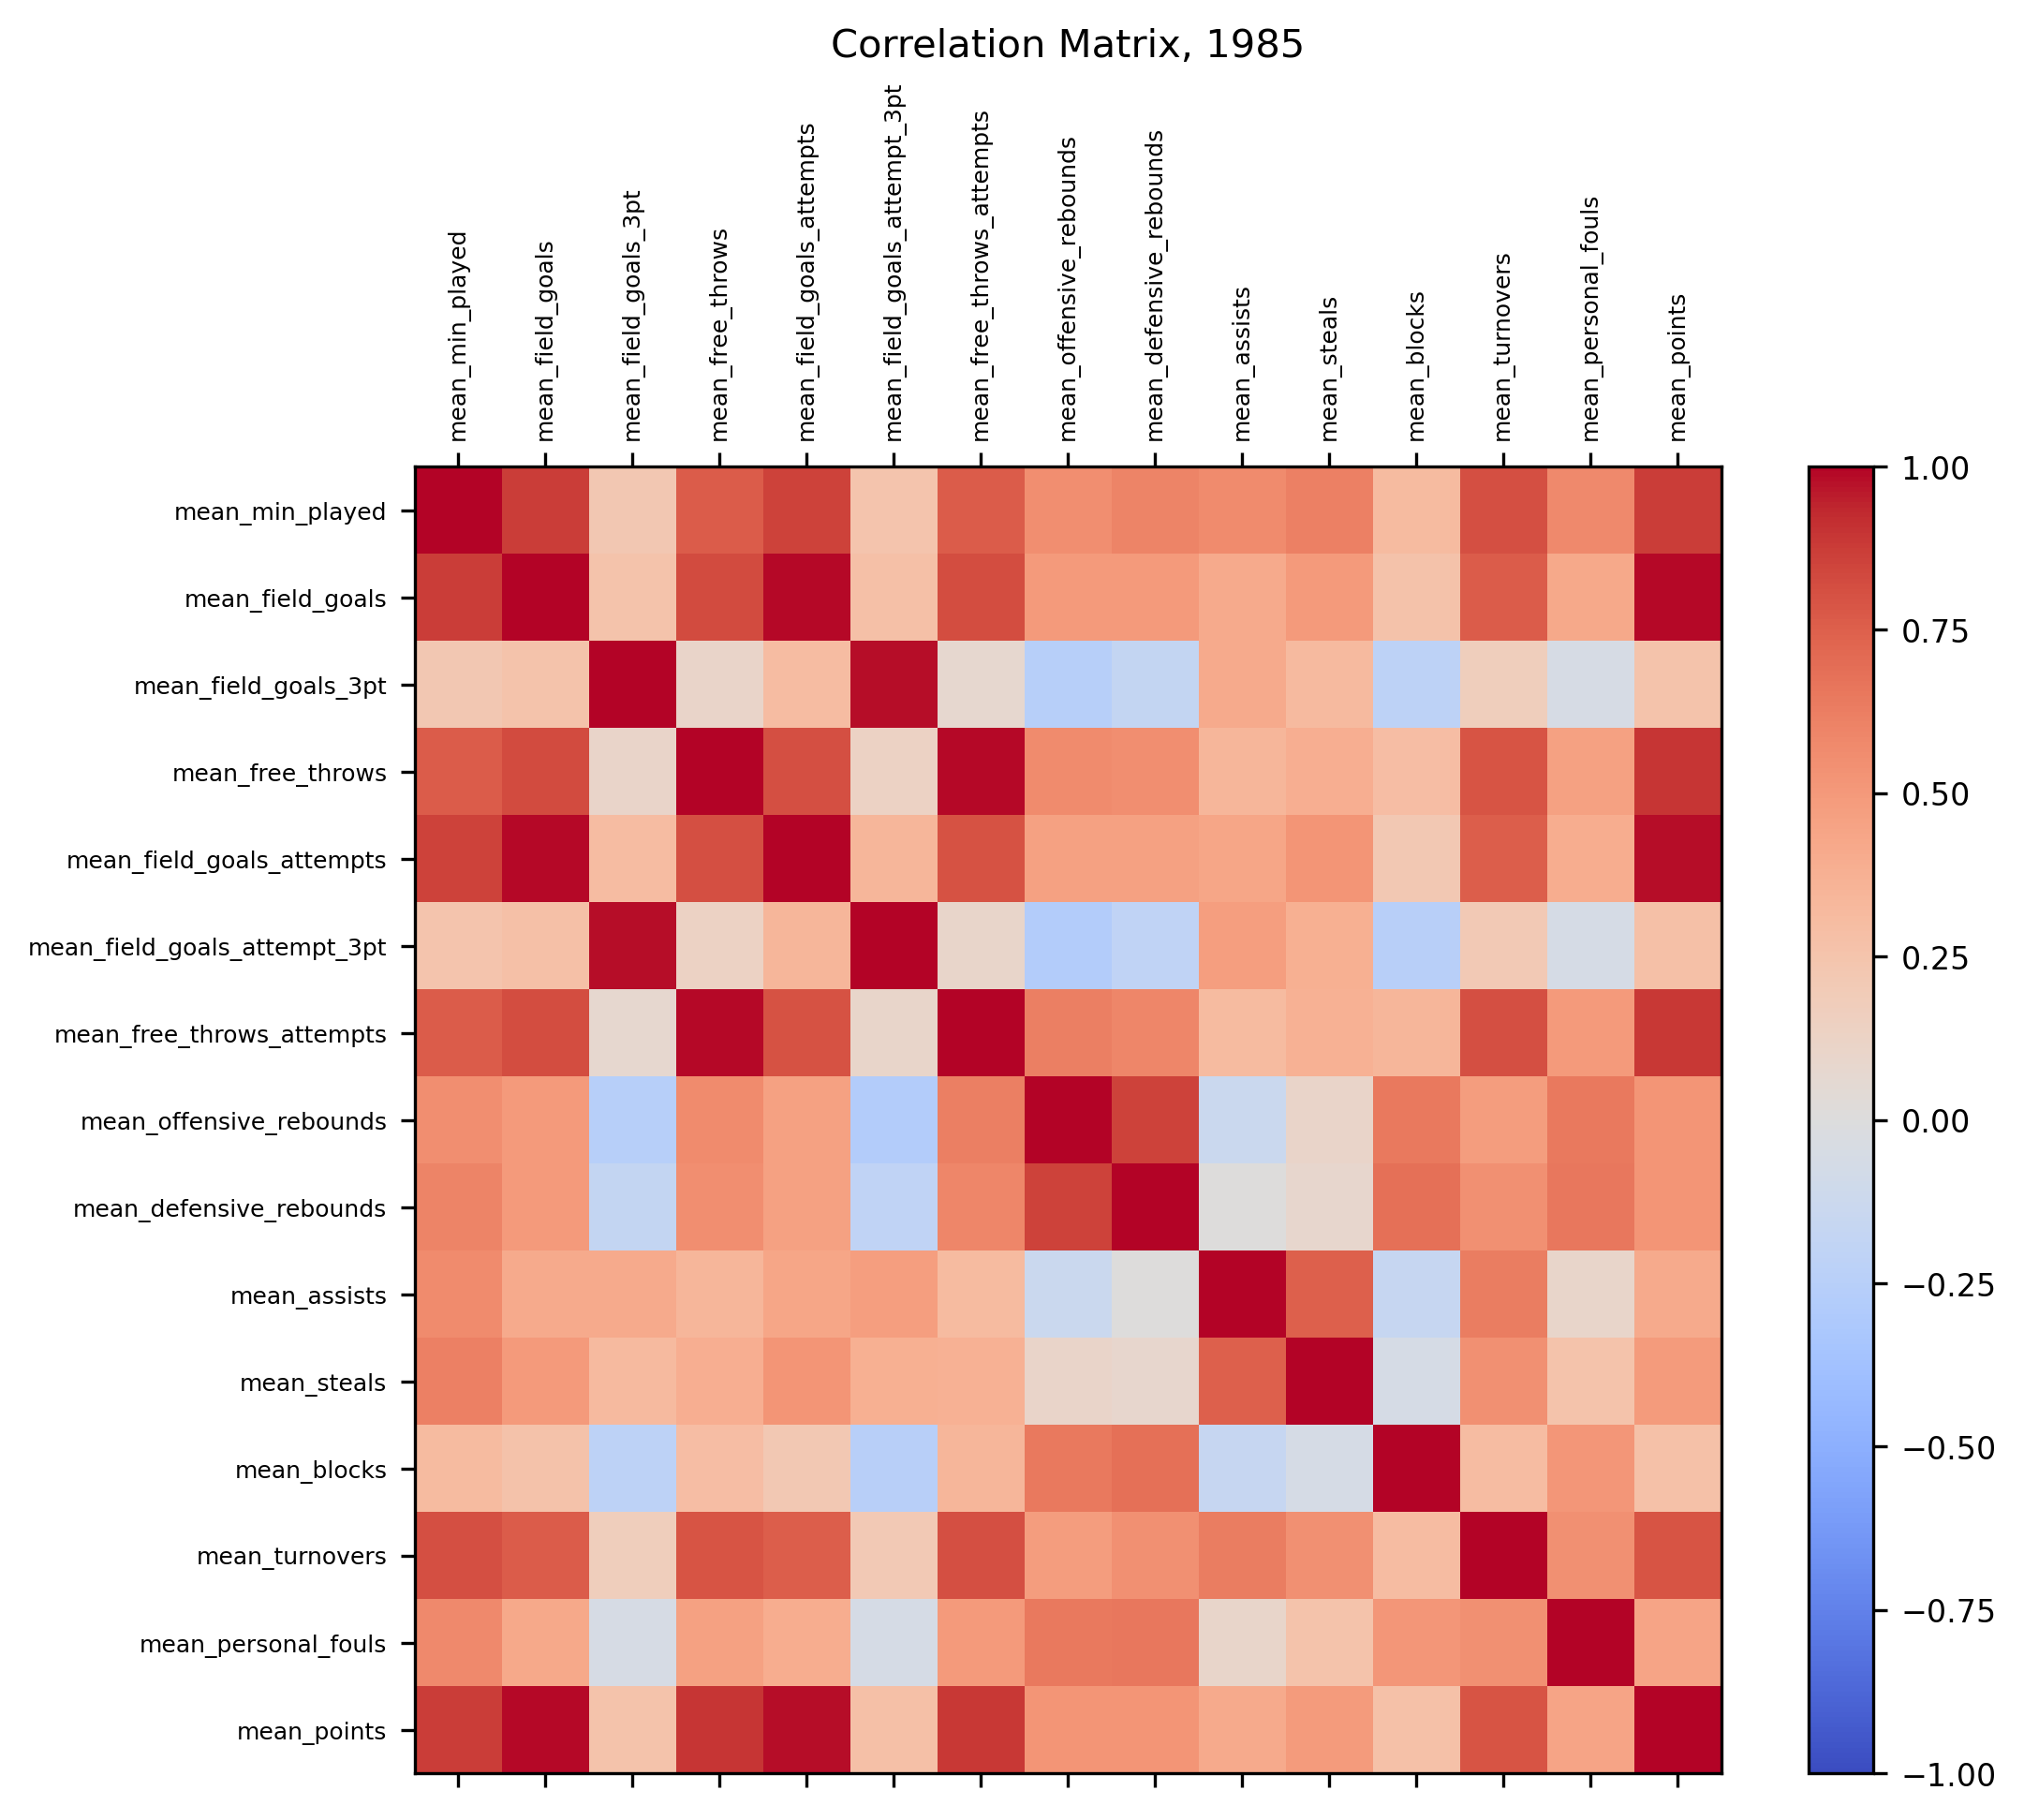 Correlation Matrix, 1985
mean_min_played
mean_field_goals
mean_field_goals_3pt
mean_free_throws
mean_field_goals_attempts
mean_field_goals_attempt_3pt
mean_free_throws_attempts
mean_offensive_rebounds
mean_defensive_rebounds
mean_assists
mean_steals
mean_blocks
mean_turnovers
mean_personal_fouls
mean_points
mean_min_played
mean_field_goals
mean_field_goals_3pt
mean_free_throws
mean_field_goals_attempts
mean_field_goals_attempt_3pt
mean_free_throws_attempts
mean_offensive_rebounds
mean_defensive_rebounds
mean_assists
mean_steals
mean_blocks
mean_turnovers
mean_personal_fouls
mean_points
1.00
0.75
0.50
0.25
0.00
−0.25
−0.50
−0.75
−1.00